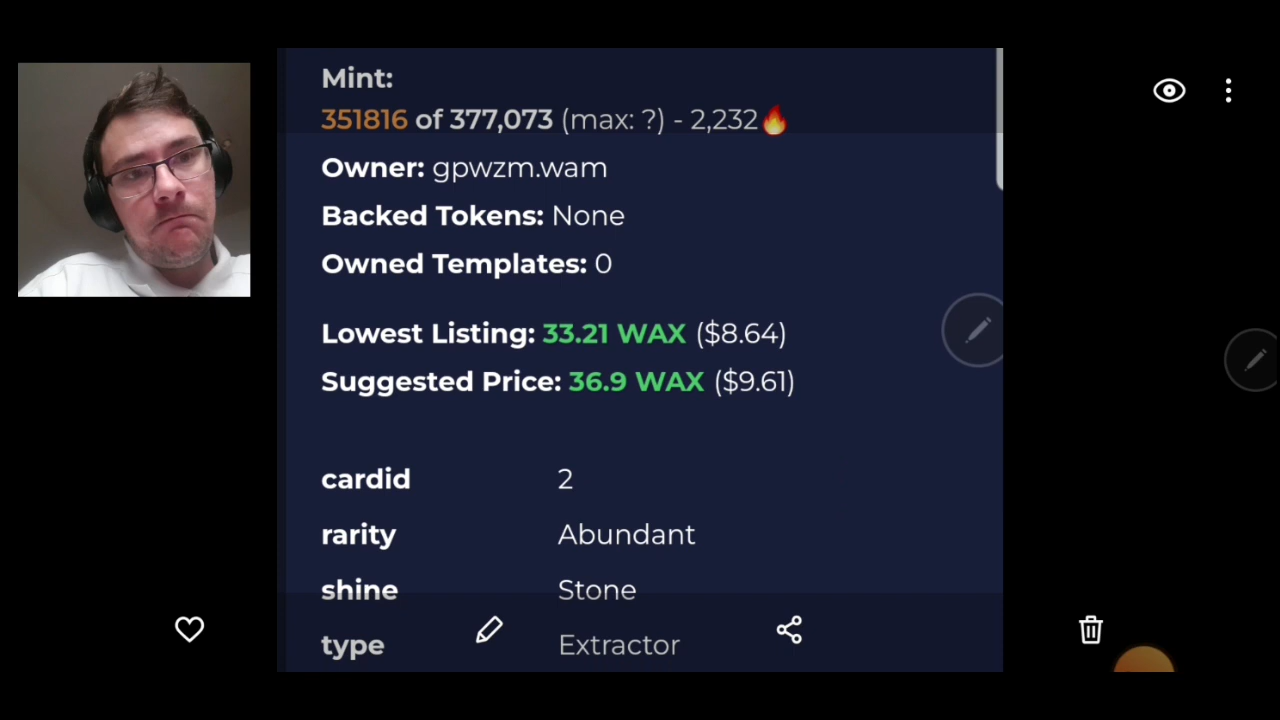 Mint:
351816 of 377,073 (max: ?) - 2,232🔥
Owner: gpwzm.wam
Backed Tokens: None
Owned Templates: 0
Lowest Listing: 33.21 WAX ($8.64)
Suggested Price: 36.9 WAX ($9.61)
cardid 2
rarity Abundant
shine Stone
type Extractor